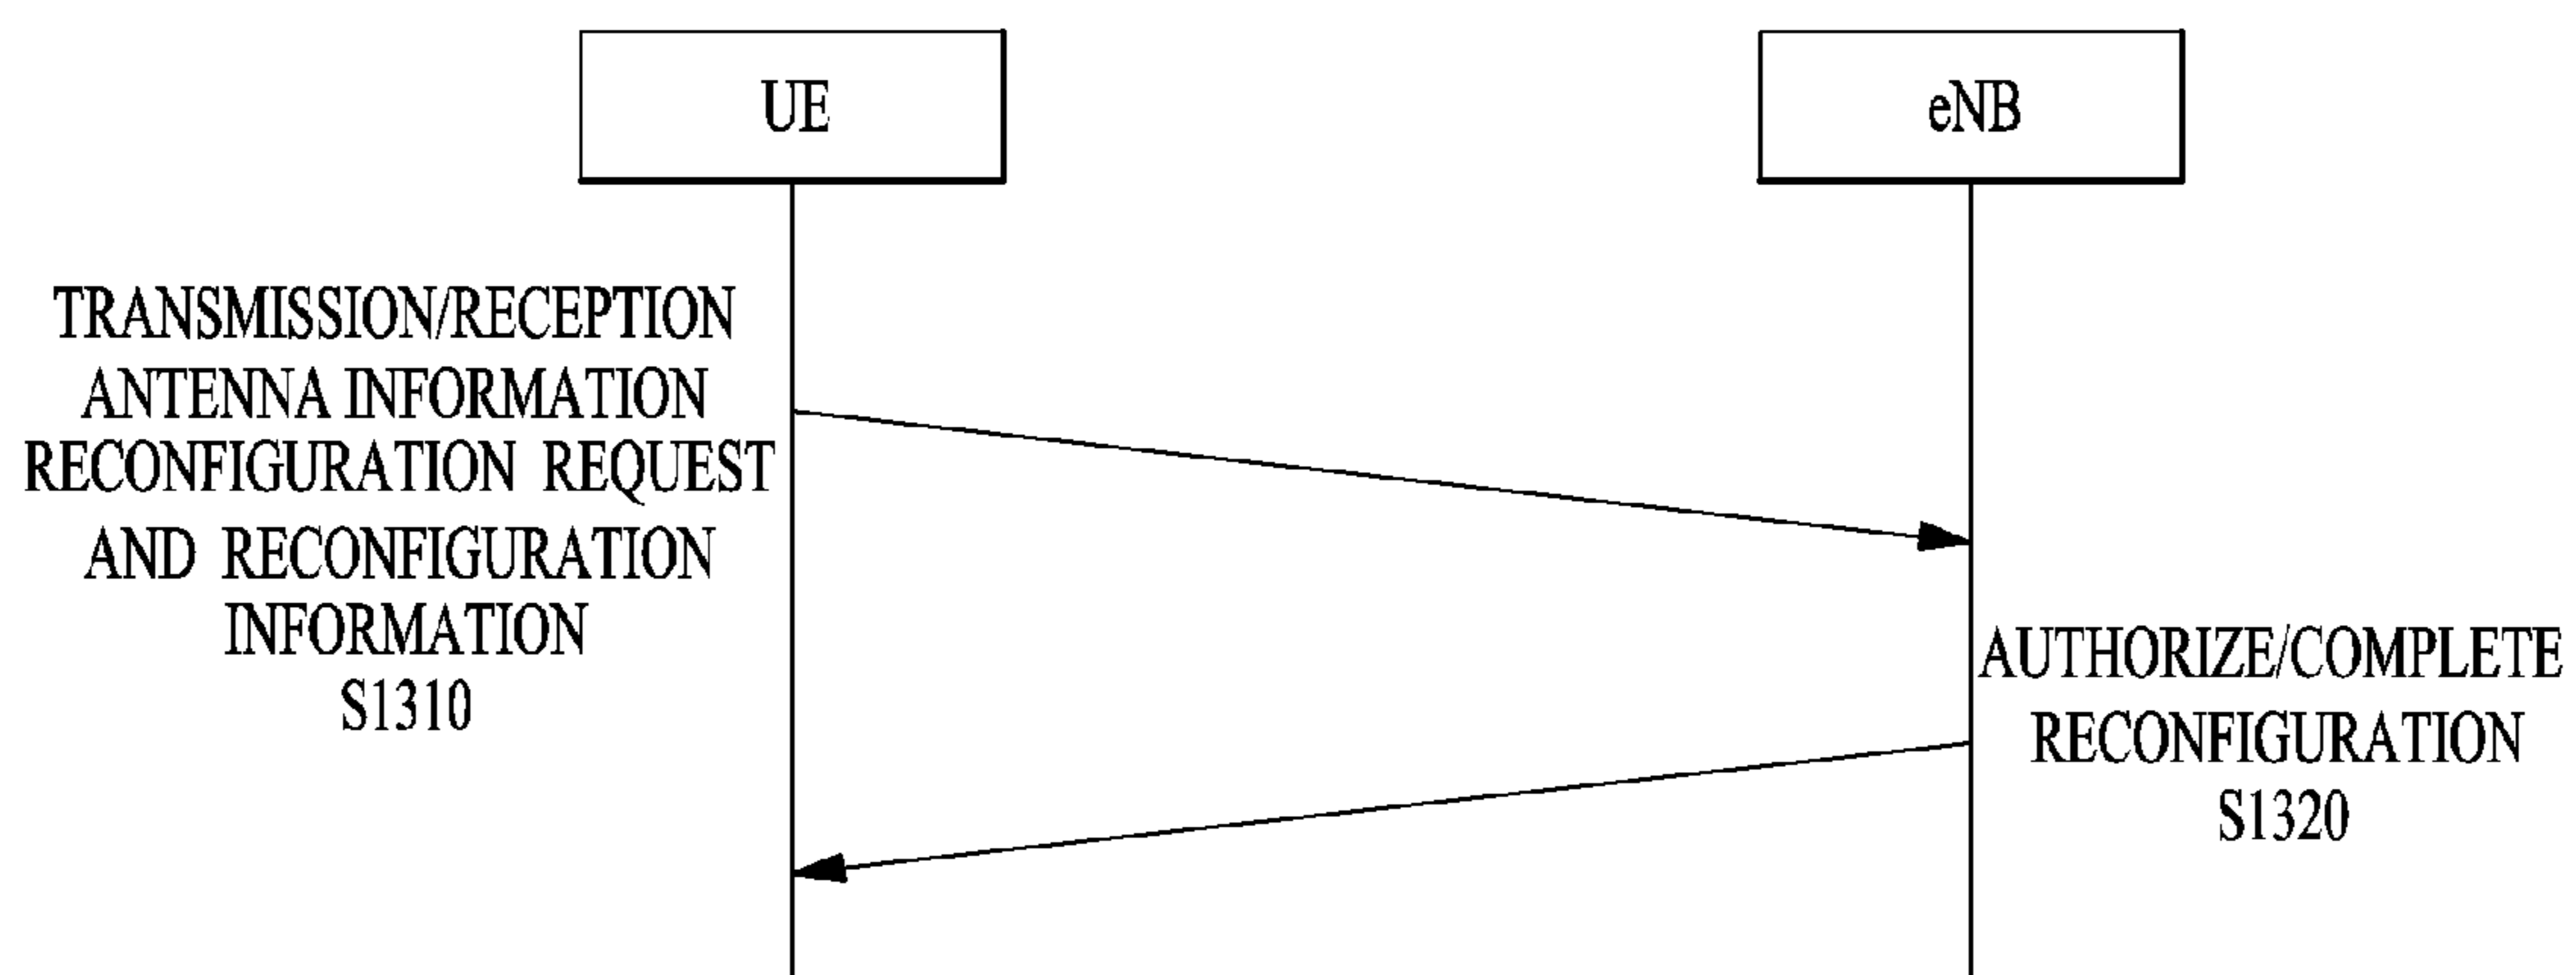 UE
eNB
TRANSMISSION/RECEPTION
ANTENNA INFORMATION
RECONFIGURATION REQUEST
AND RECONFIGURATION
INFORMATION
S1310
AUTHORIZE/COMPLETE
RECONFIGURATION
S1320